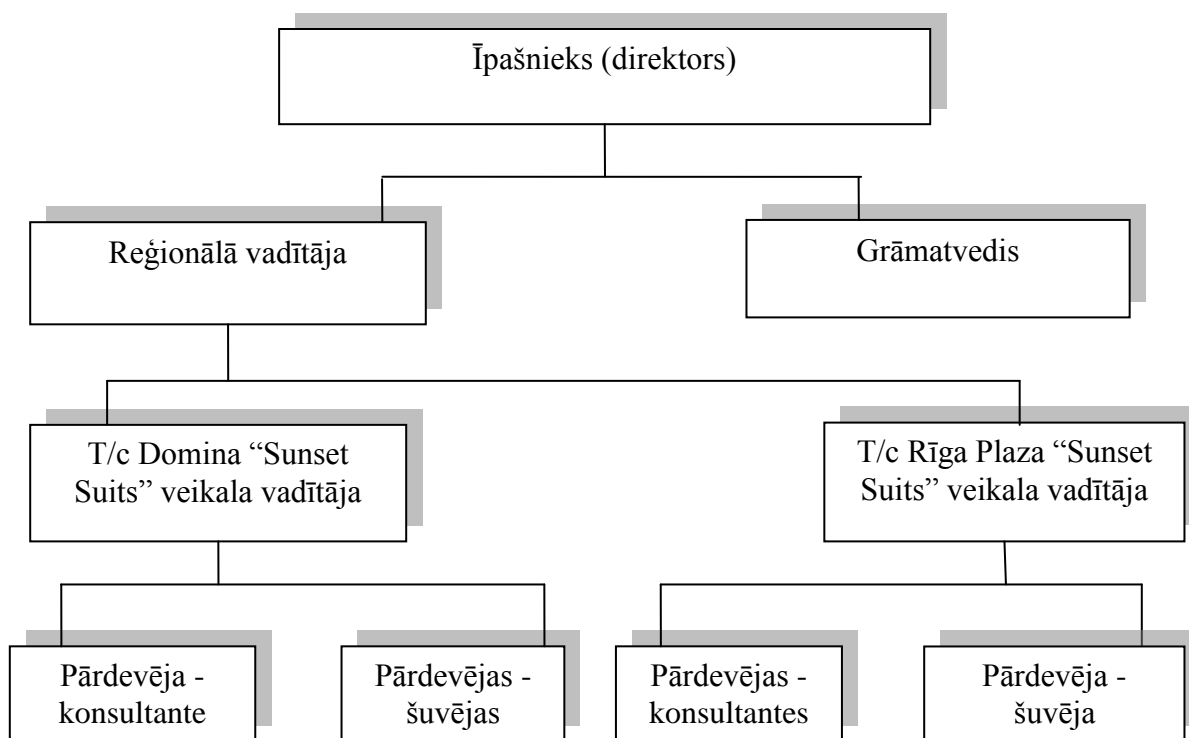 Īpašnieks (direktors)
Reģionālā vadītāja
Grāmatvedis
T/c Domina “Sunset
Suits” veikala vadītāja
T/c Rīga Plaza “Sunset
Suits” veikala vadītāja
Pārdevēja -
konsultante
Pārdevējas -
šuvējas
Pārdevējas -
konsultantes
Pārdevēja -
šuvēja